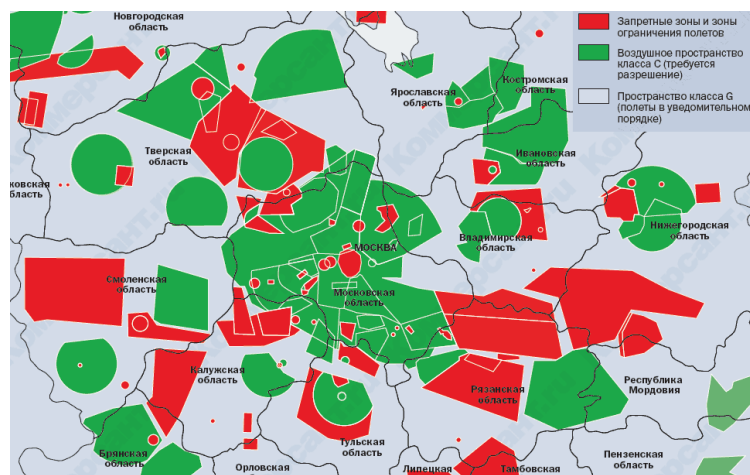 Новгородская
область
Запретные зоны и зоны
ограничения полетов
Воздушное пространство
класса C (требуется
разрешение)
Пространство класса G
(полеты в уведомительном
порядке)
Ярославская
область
Костромская
область
Тверская
область
Ивановская
область
ковская
область
МОСКВА
Владимирская
область
Нижегородская
область
Смоленская
область
Московская
область
Калужская
область
Рязанская
область
Республика
Мордовия
Брянская
область
Тульская
область
Орловская
Липецкая
Тамбовская
Пензенская
область